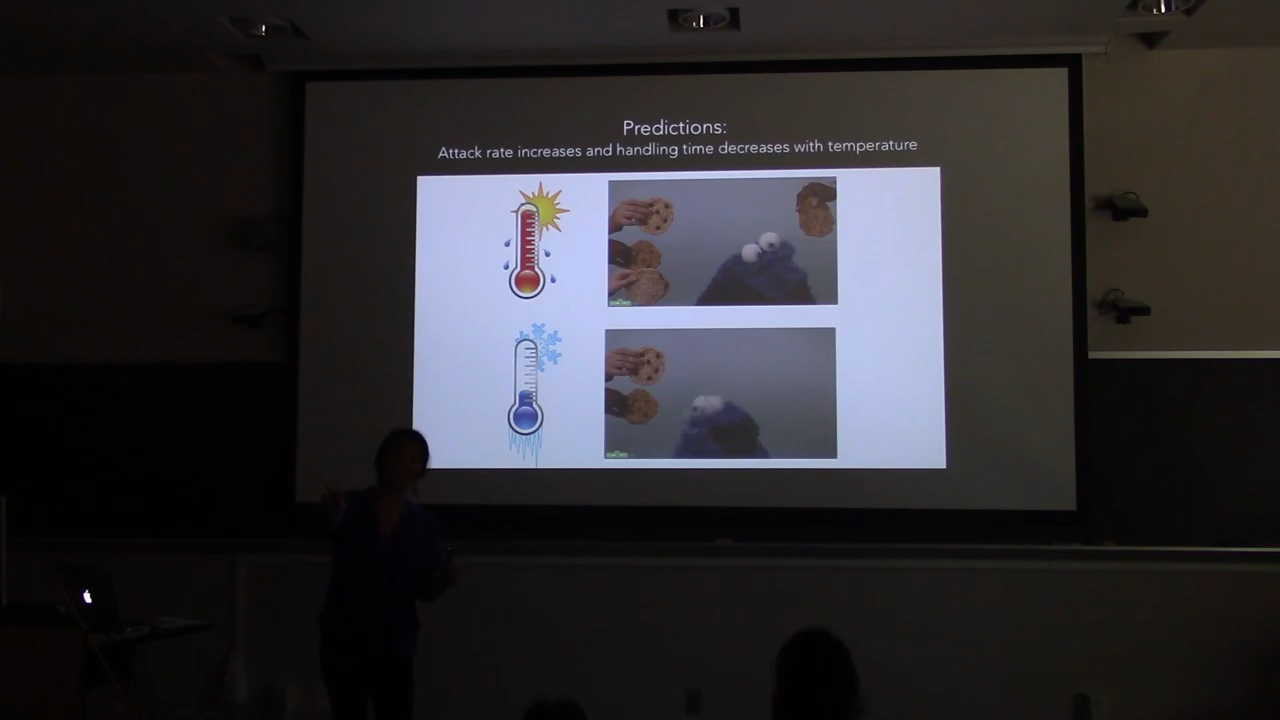 Predictions:
Attack rate increases and handling time decreases with temperature